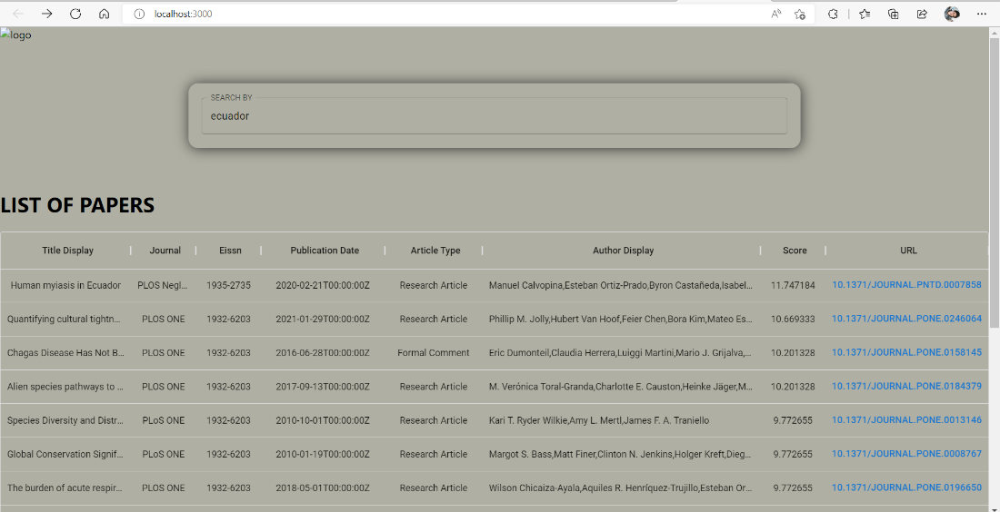 localhost:3000
logo
SEARCH BY
ecuador
LIST OF PAPERS
Title Display Journal Eissn Publication Date Article Type Author Display Score URL
Human myiasis in Ecuador PLOS Negl... 1935-2735 2020-02-21T00:00:00Z Research Article Manuel Calvopina,Esteban Ortiz-Prado,Byron Castañeda,Isabel... 11.747184 10.1371/JOURNAL.PNTD.0007858
Quantifying cultural tightn... PLOS ONE 1932-6203 2021-01-29T00:00:00Z Research Article Phillip M. Jolly,Hubert Van Hoof,Feier Chen,Bora Kim,Mateo Es... 10.669333 10.1371/JOURNAL.PONE.0246064
Chagas Disease Has Not B... PLOS ONE 1932-6203 2016-06-28T00:00:00Z Formal Comment Eric Dumonteil,Claudia Herrera,Luiggi Martini,Mario J. Grijalva,... 10.201328 10.1371/JOURNAL.PONE.0158145
Alien species pathways to ... PLOS ONE 1932-6203 2017-09-13T00:00:00Z Research Article M. Verónica Toral-Granda,Charlotte E. Causton,Heinke Jäger,M... 10.201328 10.1371/JOURNAL.PONE.0184379
Species Diversity and Distr... PLoS ONE 1932-6203 2010-10-01T00:00:00Z Research Article Kari T. Ryder Wilkie,Amy L. Mertl,James F. A. Traniello 9.772655 10.1371/JOURNAL.PONE.0013146
Global Conservation Signif... PLoS ONE 1932-6203 2010-01-19T00:00:00Z Research Article Margot S. Bass,Matt Finer,Clinton N. Jenkins,Holger Kreft,Dieg... 9.772655 10.1371/JOURNAL.PONE.0008767
The burden of acute respir... PLOS ONE 1932-6203 2018-05-01T00:00:00Z Research Article Wilson Chicaiza-Ayala,Aquiles R. Henríquez-Trujillo,Esteban Or... 9.772655 10.1371/JOURNAL.PONE.0196650